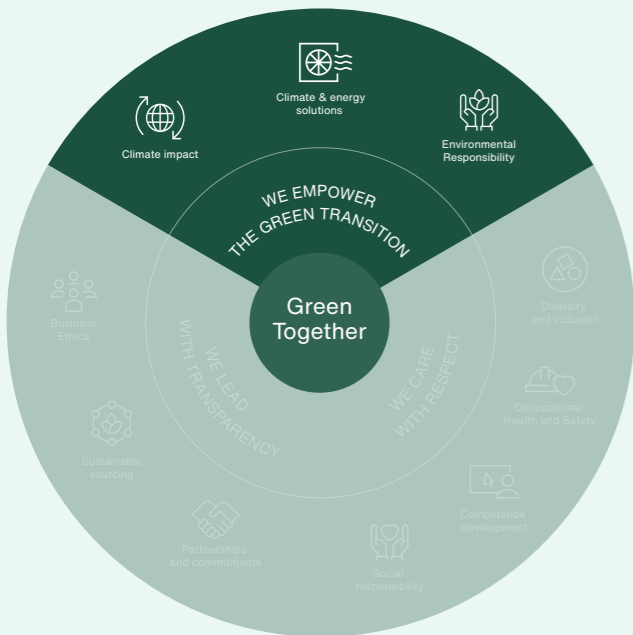 Climate & energy
solutions
Climate impact
Environmental
Responsibility
WE EMPOWER
THE GREEN TRANSITION
Green
Together
Business
Ethics
Diversity
and inclusion
WE LEAD
WITH TRANSPARENCY
WE CARE
WITH RESPECT
Occupational
Health and Safety
Sustainable
sourcing
Competence
development
Partnerships
and commitments
Social
responsibility